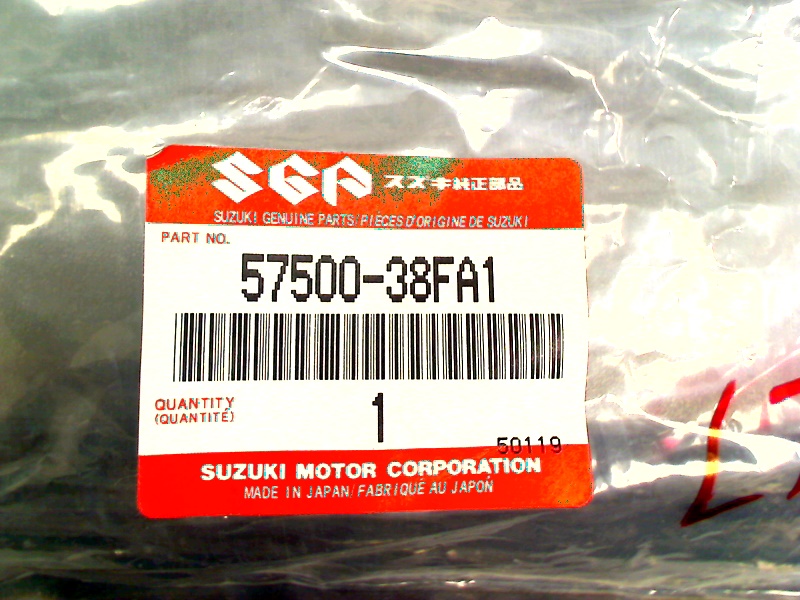 SGP スズキ純正部品
SUZUKI GENUINE PARTS/PIÈCES D'ORIGINE DE SUZUKI
PART NO.
57500-38FA1
QUANTITY
(QUANTITÉ)
1
50119
SUZUKI MOTOR CORPORATION
MADE IN JAPAN/FABRIQUÉ AU JAPON